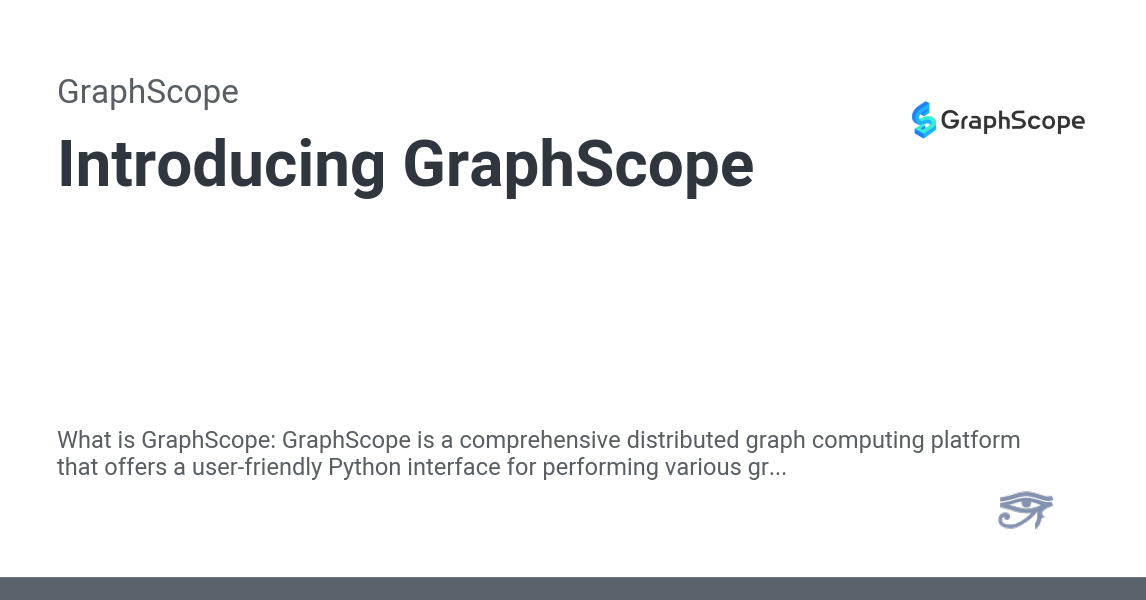 GraphScope
GraphScope
Introducing GraphScope
What is GraphScope: GraphScope is a comprehensive distributed graph computing platform
that offers a user-friendly Python interface for performing various gr...